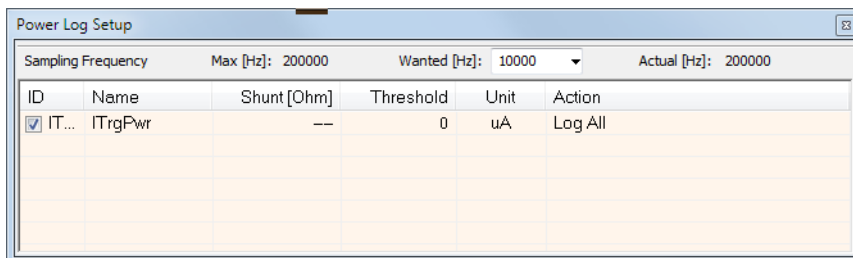 Power Log Setup
Sampling Frequency Max [Hz]: 200000 Wanted [Hz]: 10000 Actual [Hz]: 200000
ID Name Shunt [Ohm] Threshold Unit Action
IT... ITrgPwr -- 0 uA Log All